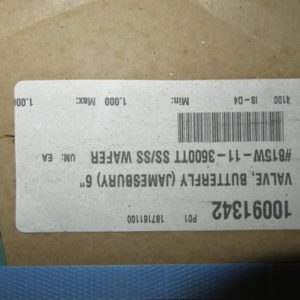 10091342 P01 187161100
VALVE, BUTTERFLY (JAMESBURY) 6"
#815W-11-3600TT SS/SS WAFER UM: EA
Min: 1.000 Max: 1.000
IS-D4